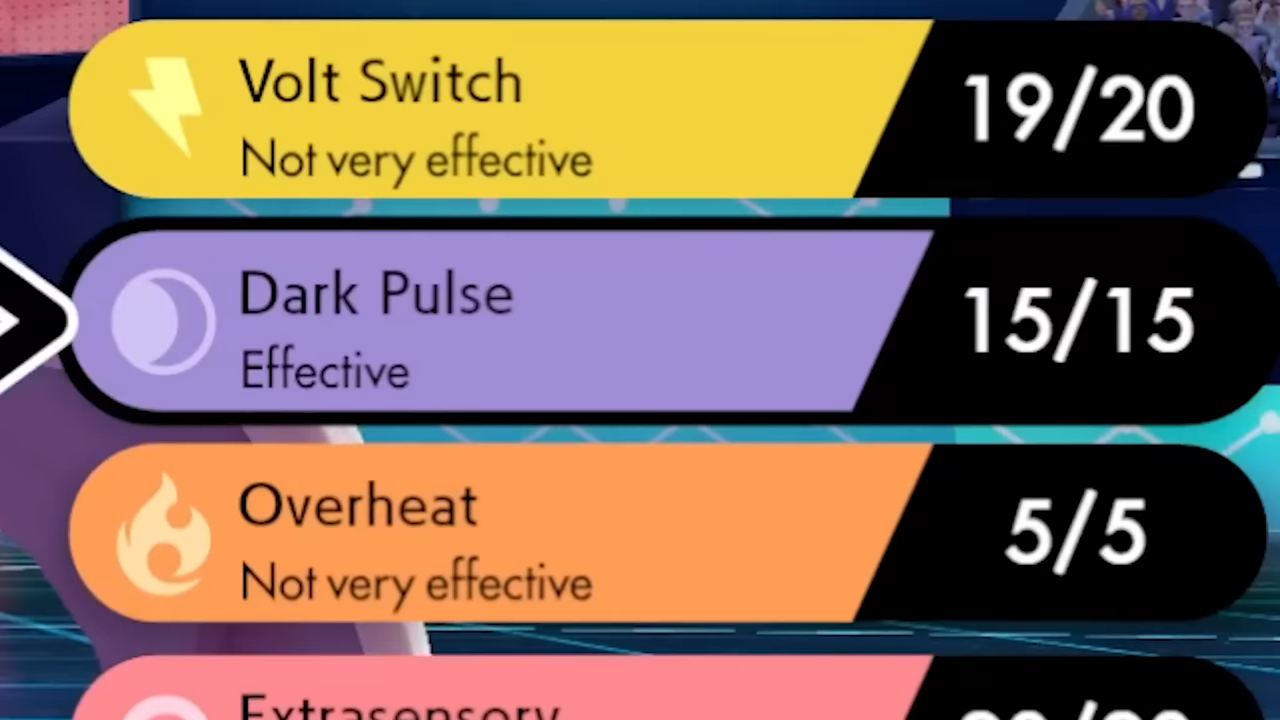 Volt Switch
Not very effective
19/20
Dark Pulse
Effective
15/15
Overheat
Not very effective
5/5
Extrasensory